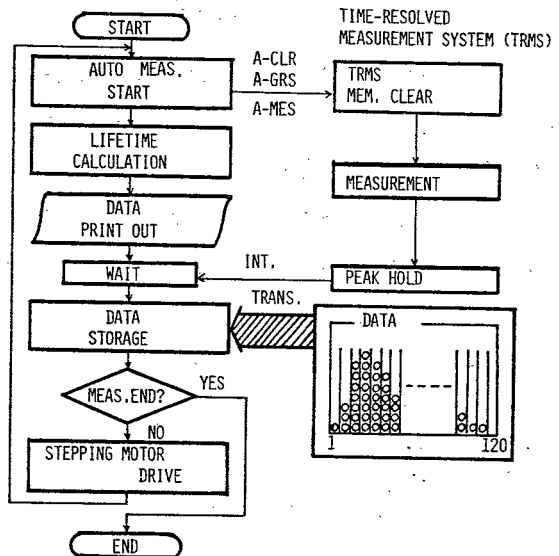 START
TIME-RESOLVED
MEASUREMENT SYSTEM (TRMS)
AUTO MEAS.
START
A-CLR
A-GRS
A-MES
TRMS
MEM. CLEAR
LIFETIME
CALCULATION
MEASUREMENT
DATA
PRINT OUT
WAIT
INT.
PEAK HOLD
TRANS.
DATA
STORAGE
DATA
1
120
MEAS.END?
YES
NO
STEPPING MOTOR
DRIVE
END